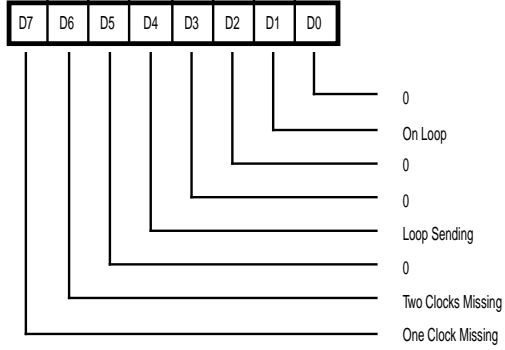 D7 D6 D5 D4 D3 D2 D1 D0
0
On Loop
0
0
Loop Sending
0
Two Clocks Missing
One Clock Missing